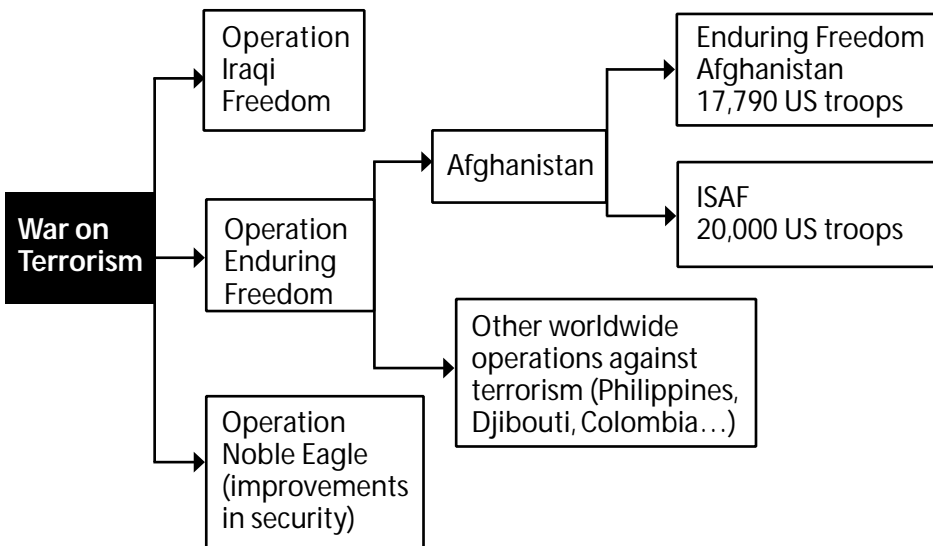 War on
Terrorism
Operation
Iraqi
Freedom
Operation
Enduring
Freedom
Operation
Noble Eagle
(improvements
in security)
Afghanistan
Other worldwide
operations against
terrorism (Philippines,
Djibouti, Colombia…)
Enduring Freedom
Afghanistan
17,790 US troops
ISAF
20,000 US troops